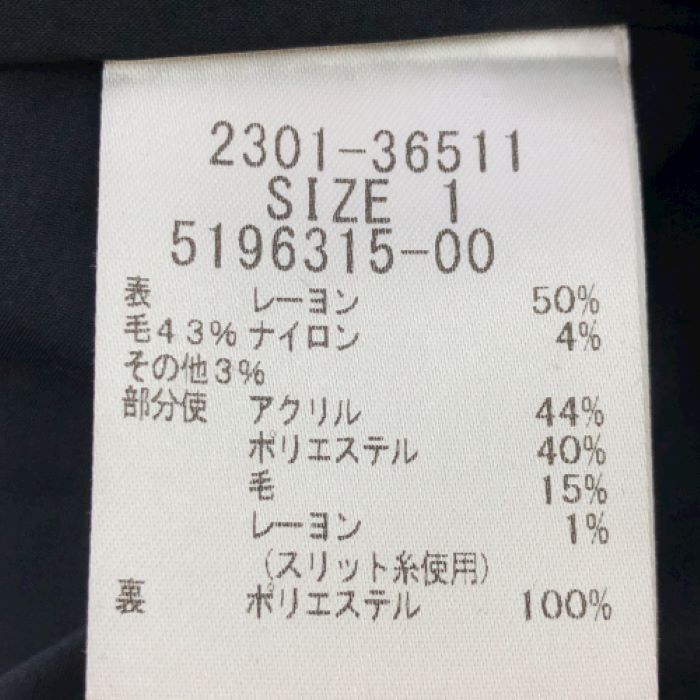 2301-36511
SIZE 1
5196315-00
表 レーヨン 50%
毛43% ナイロン 4%
その他3%
部分使 アクリル 44%
ポリエステル 40%
毛 15%
レーヨン 1%
(スリット糸使用)
裏 ポリエステル 100%